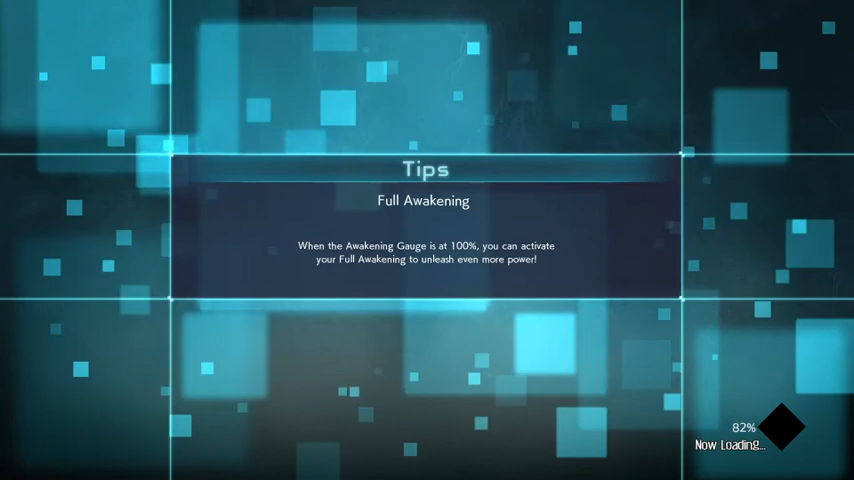 Tips
Full Awakening
When the Awakening Gauge is at 100%, you can activate
your Full Awakening to unleash even more power!
82%
Now Loading...